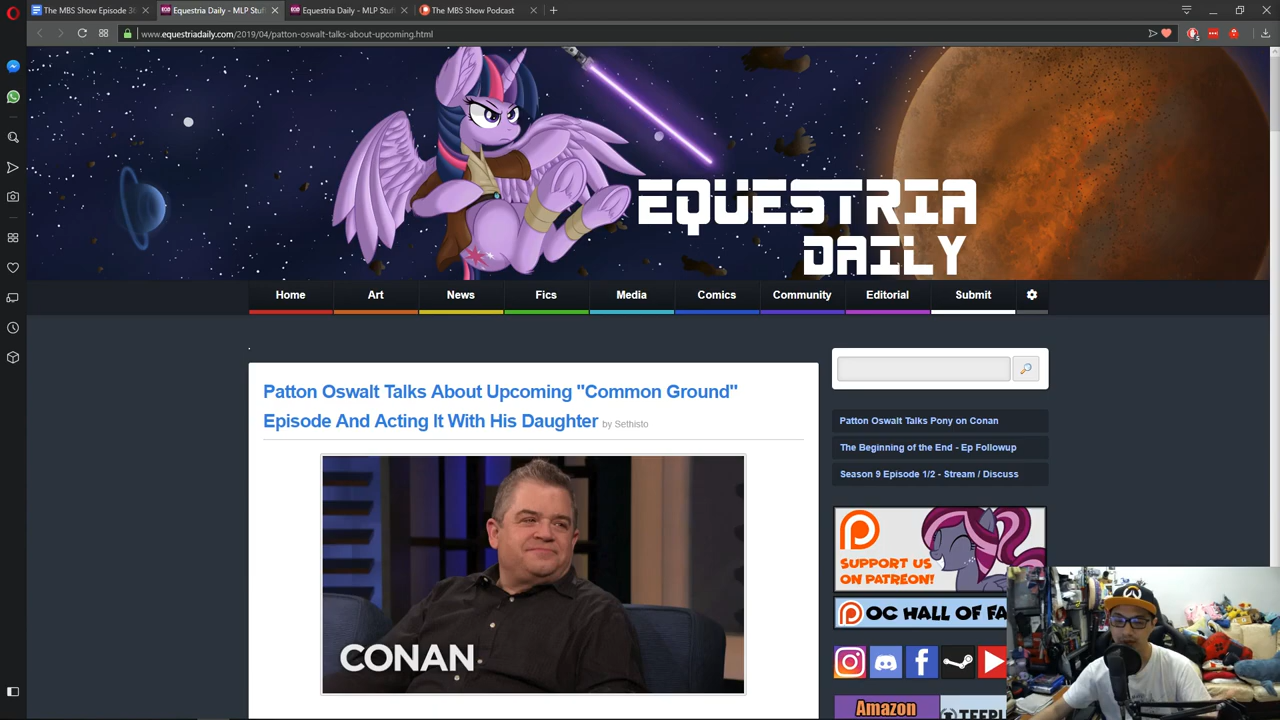 The MBS Show Episode 36
Equestria Daily - MLP Stuf
Equestria Daily - MLP Stuf
The MBS Show Podcast
www.equestriadaily.com/2019/04/patton-oswalt-talks-about-upcoming.html
EQUESTRIA
DAILY
Home
Art
News
Fics
Media
Comics
Community
Editorial
Submit
Patton Oswalt Talks About Upcoming "Common Ground"
Episode And Acting It With His Daughter by Sethisto
CONAN
Patton Oswalt Talks Pony on Conan
The Beginning of the End - Ep Followup
Season 9 Episode 1/2 - Stream / Discuss
SUPPORT US
ON PATREON!
OC HALL OF FA
Amazon